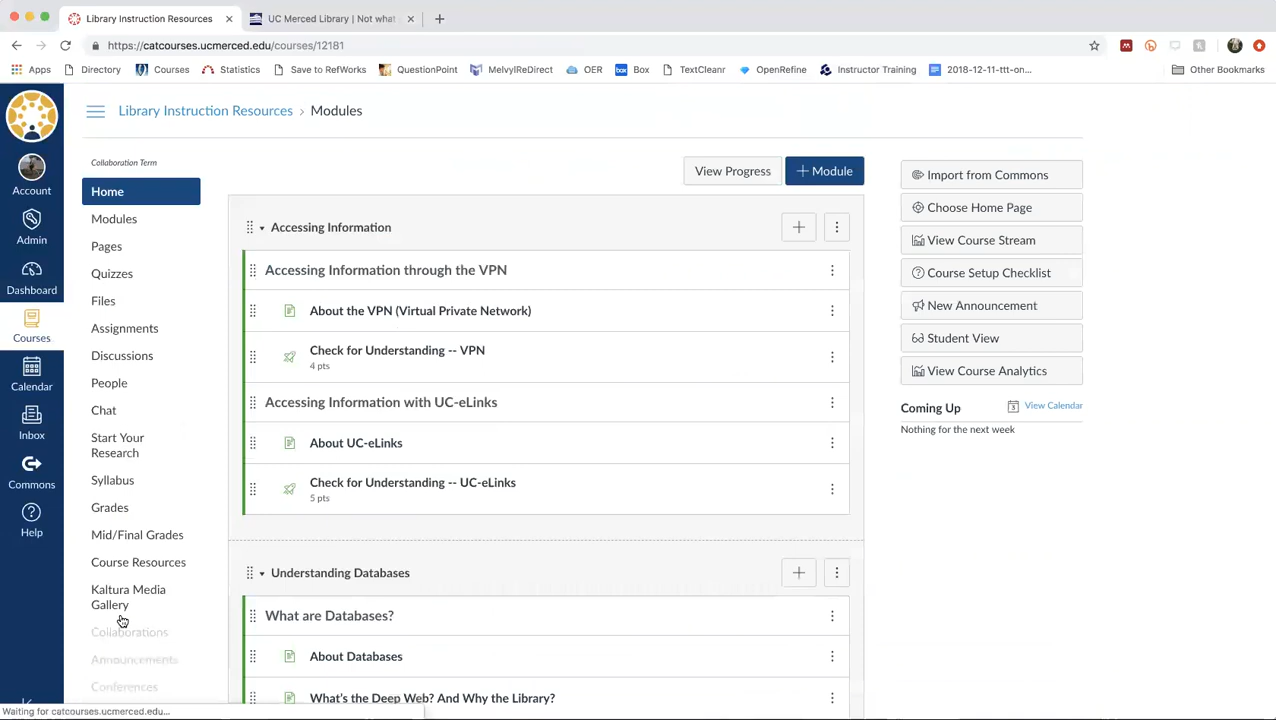 Library Instruction Resources
UC Merced Library | Not what
https://catcourses.ucmerced.edu/courses/12181
Apps
Directory
Courses
Statistics
Save to RefWorks
QuestionPoint
MelvylReDirect
OER
box
Box
TextCleanr
OpenRefine
Instructor Training
2018-12-11-ttt-on...
Other Bookmarks
Library Instruction Resources › Modules
Account
Admin
Dashboard
Courses
Calendar
Inbox
Commons
Help
Collaboration Term
Home
Modules
Pages
Quizzes
Files
Assignments
Discussions
People
Chat
Start Your
Research
Syllabus
Grades
Mid/Final Grades
Course Resources
Kaltura Media
Gallery
Collaborations
Announcements
Conferences
View Progress
+ Module
Accessing Information
Accessing Information through the VPN
About the VPN (Virtual Private Network)
Check for Understanding -- VPN
4 pts
Accessing Information with UC-eLinks
About UC-eLinks
Check for Understanding -- UC-eLinks
5 pts
Understanding Databases
What are Databases?
About Databases
What's the Deep Web? And Why the Library?
Import from Commons
Choose Home Page
View Course Stream
Course Setup Checklist
New Announcement
Student View
View Course Analytics
Coming Up
3
View Calendar
Nothing for the next week
Waiting for catcourses.ucmerced.edu...